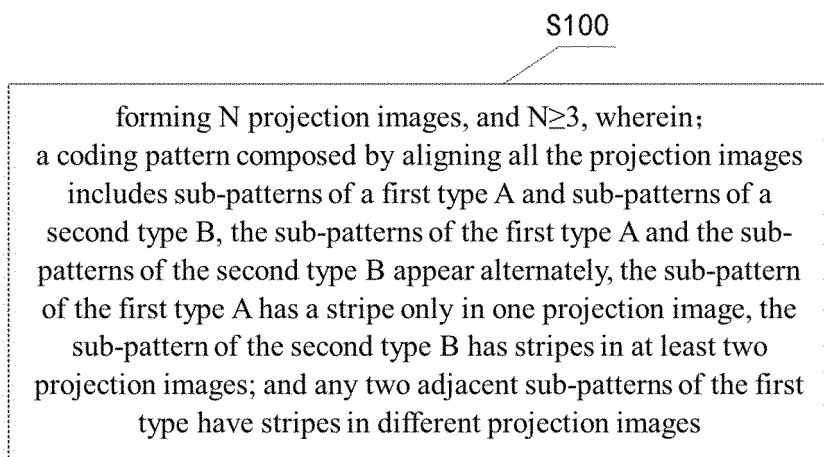 S100
forming N projection images, and N≥3, wherein;
a coding pattern composed by aligning all the projection images
includes sub-patterns of a first type A and sub-patterns of a
second type B, the sub-patterns of the first type A and the sub-
patterns of the second type B appear alternately, the sub-pattern
of the first type A has a stripe only in one projection image, the
sub-pattern of the second type B has stripes in at least two
projection images; and any two adjacent sub-patterns of the first
type have stripes in different projection images